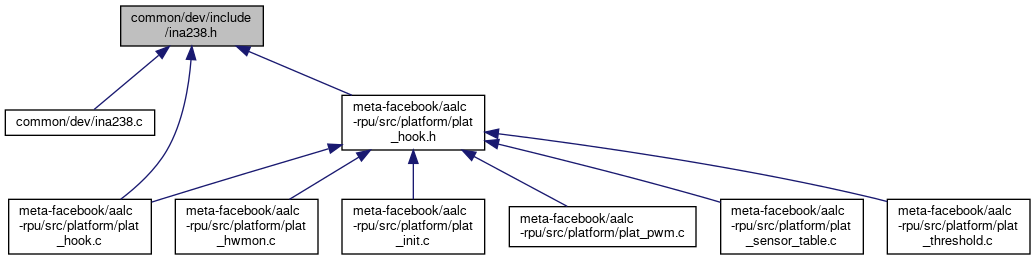 common/dev/include
/ina238.h
common/dev/ina238.c
meta-facebook/aalc
-rpu/src/platform/plat
_hook.h
meta-facebook/aalc
-rpu/src/platform/plat
_hook.c
meta-facebook/aalc
-rpu/src/platform/plat
_hwmon.c
meta-facebook/aalc
-rpu/src/platform/plat
_init.c
meta-facebook/aalc
-rpu/src/platform/plat_pwm.c
meta-facebook/aalc
-rpu/src/platform/plat
_sensor_table.c
meta-facebook/aalc
-rpu/src/platform/plat
_threshold.c